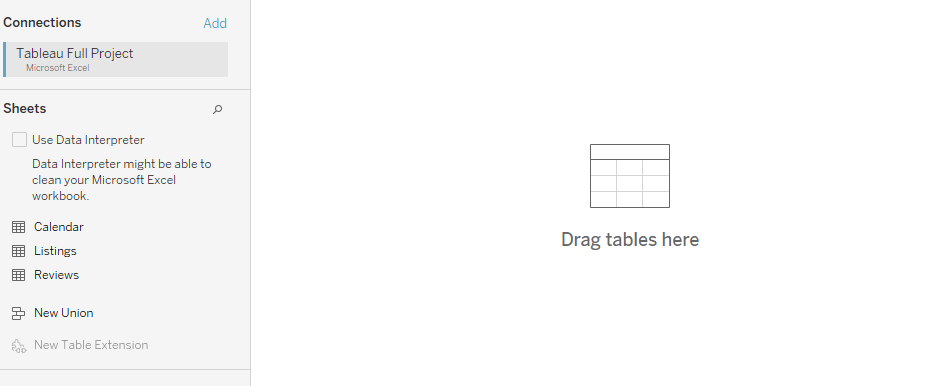 Connections Add
Tableau Full Project
Microsoft Excel
Sheets
Use Data Interpreter
Data Interpreter might be able to
clean your Microsoft Excel
workbook.
Calendar
Listings
Reviews
New Union
New Table Extension
Drag tables here